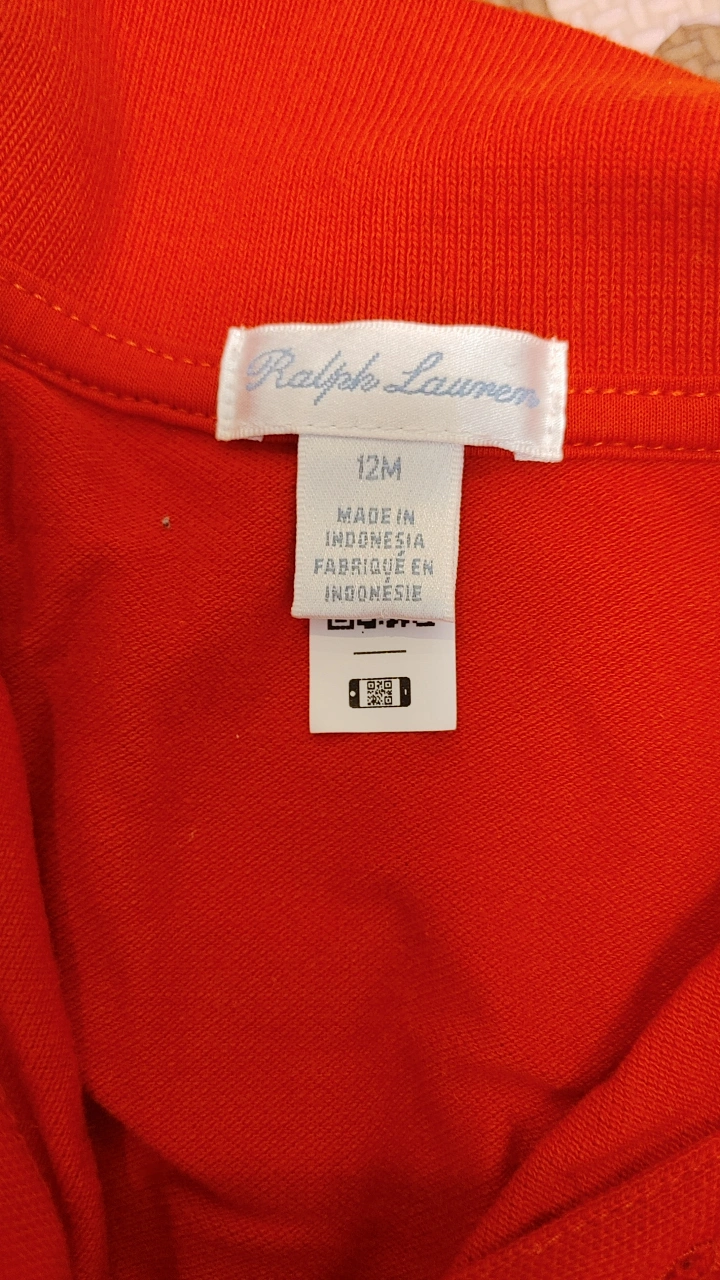 Ralph Lauren
12M
MADE IN
INDONESIA
FABRIQUÉ EN
INDONÉSIE